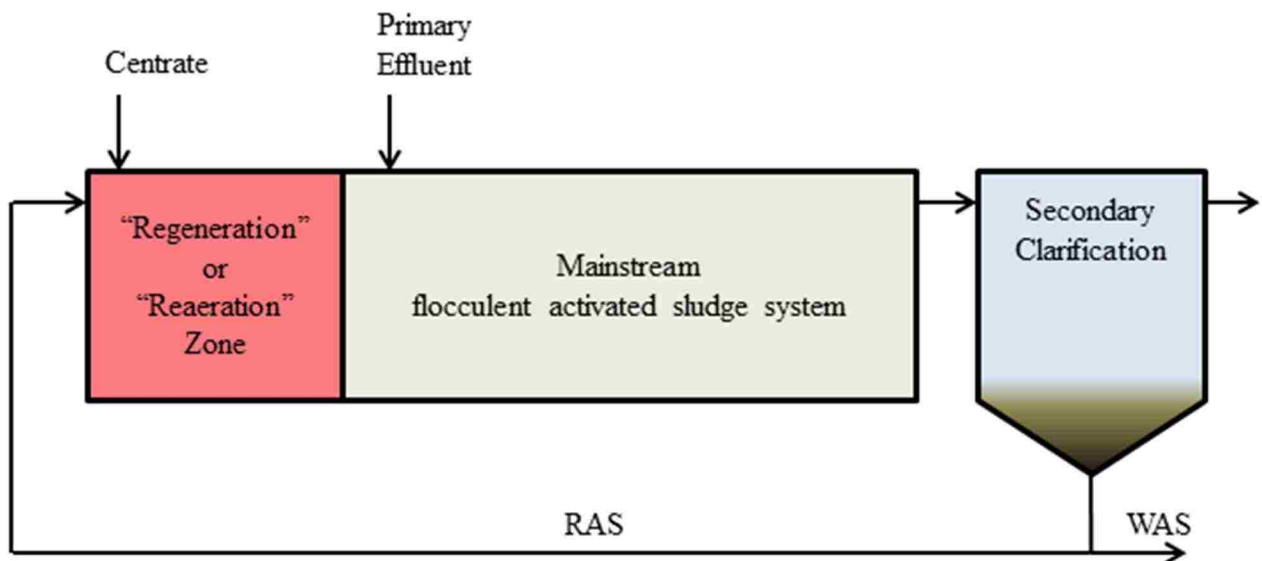 Centrate
Primary
Effluent
“Regeneration”
or
“Reaeration”
Zone
Mainstream
flocculent activated sludge system
Secondary
Clarification
RAS
WAS